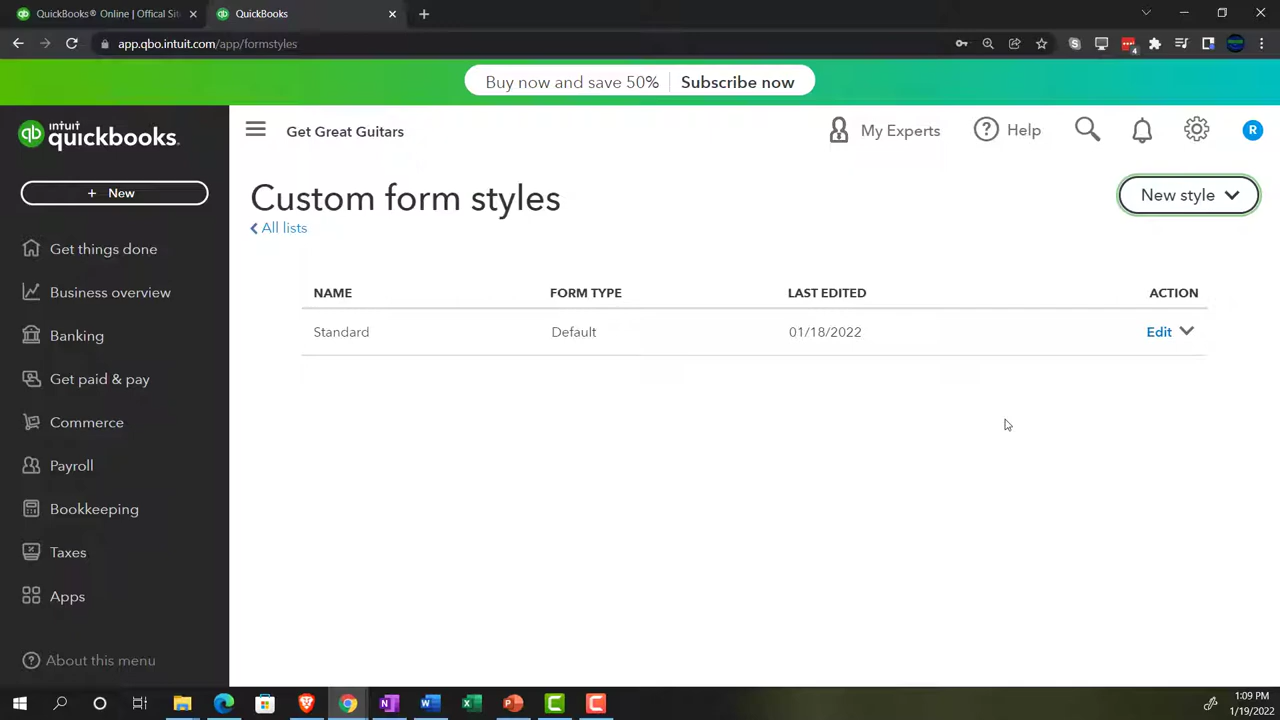 QuickBooks® Online | Offical Sit
QuickBooks
app.qbo.intuit.com/app/formstyles
4
Buy now and save 50%
Subscribe now
intuit
quickbooks.
qb
Get Great Guitars
My Experts
Help
R
+ New
Custom form styles
New style
All lists
Get things done
Business overview
Banking
Get paid & pay
Commerce
Payroll
Bookkeeping
Taxes
Apps
About this menu
NAME
FORM TYPE
LAST EDITED
ACTION
Standard
Default
01/18/2022
Edit
1:09 PM
1/19/2022